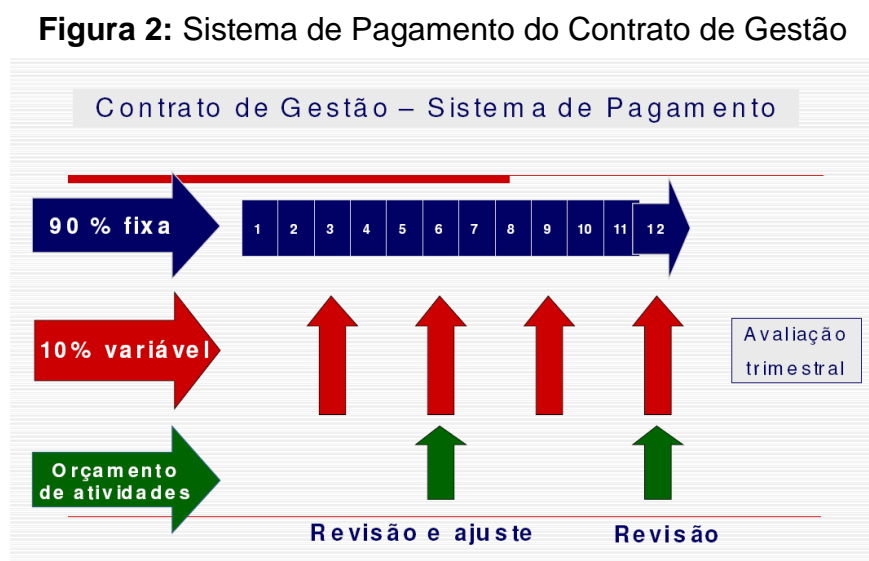 Figura 2: Sistema de Pagamento do Contrato de Gestão
Contrato de Gestão – Sistema de Pagamento
90 % fixa
1 2 3 4 5 6 7 8 9 10 11 12
10% variável
Avaliação
trimestral
Orçamento
de atividades
Revisão e ajuste
Revisão